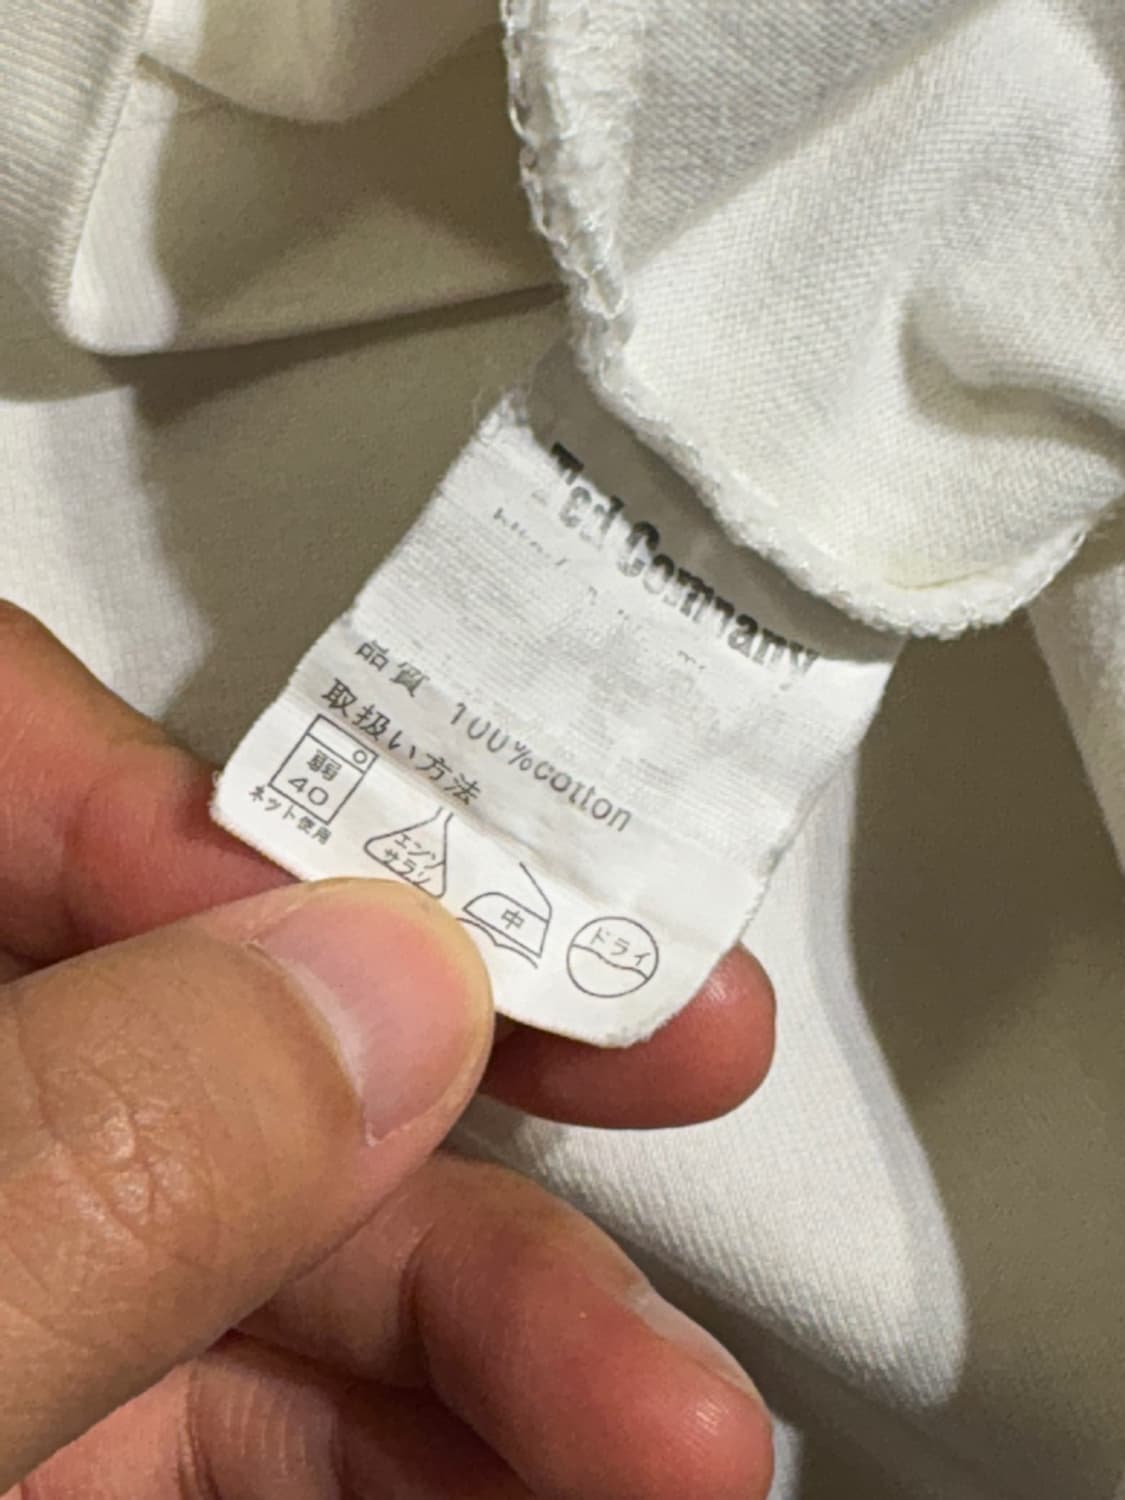 Ted Company
品質 100%cotton
取扱い方法
弱
40
ネット使用
エンソ
サラシ
中
ドライ